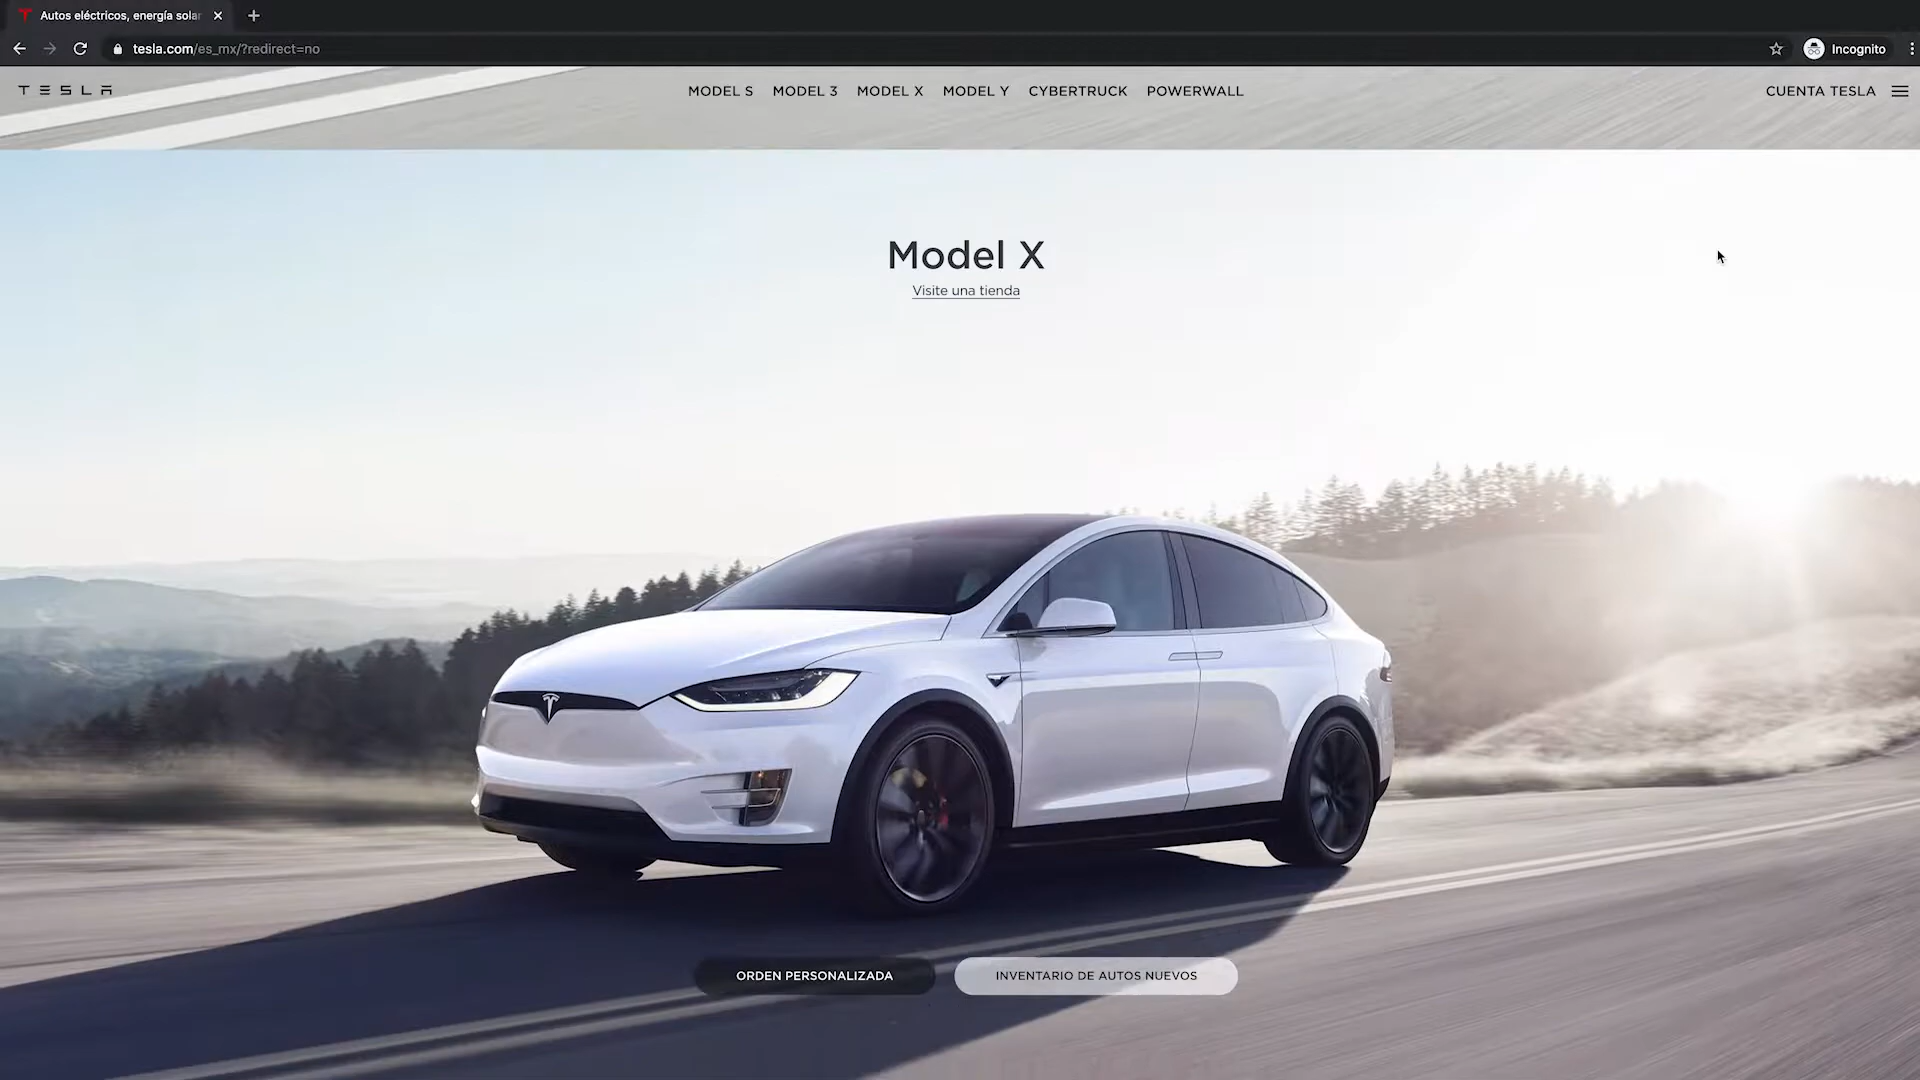 Autos eléctricos, energía solar
tesla.com/es_mx/?redirect=no
Incognito
TESLA
MODEL S
MODEL 3
MODEL X
MODEL Y
CYBERTRUCK
POWERWALL
CUENTA TESLA
Model X
Visite una tienda
ORDEN PERSONALIZADA
INVENTARIO DE AUTOS NUEVOS